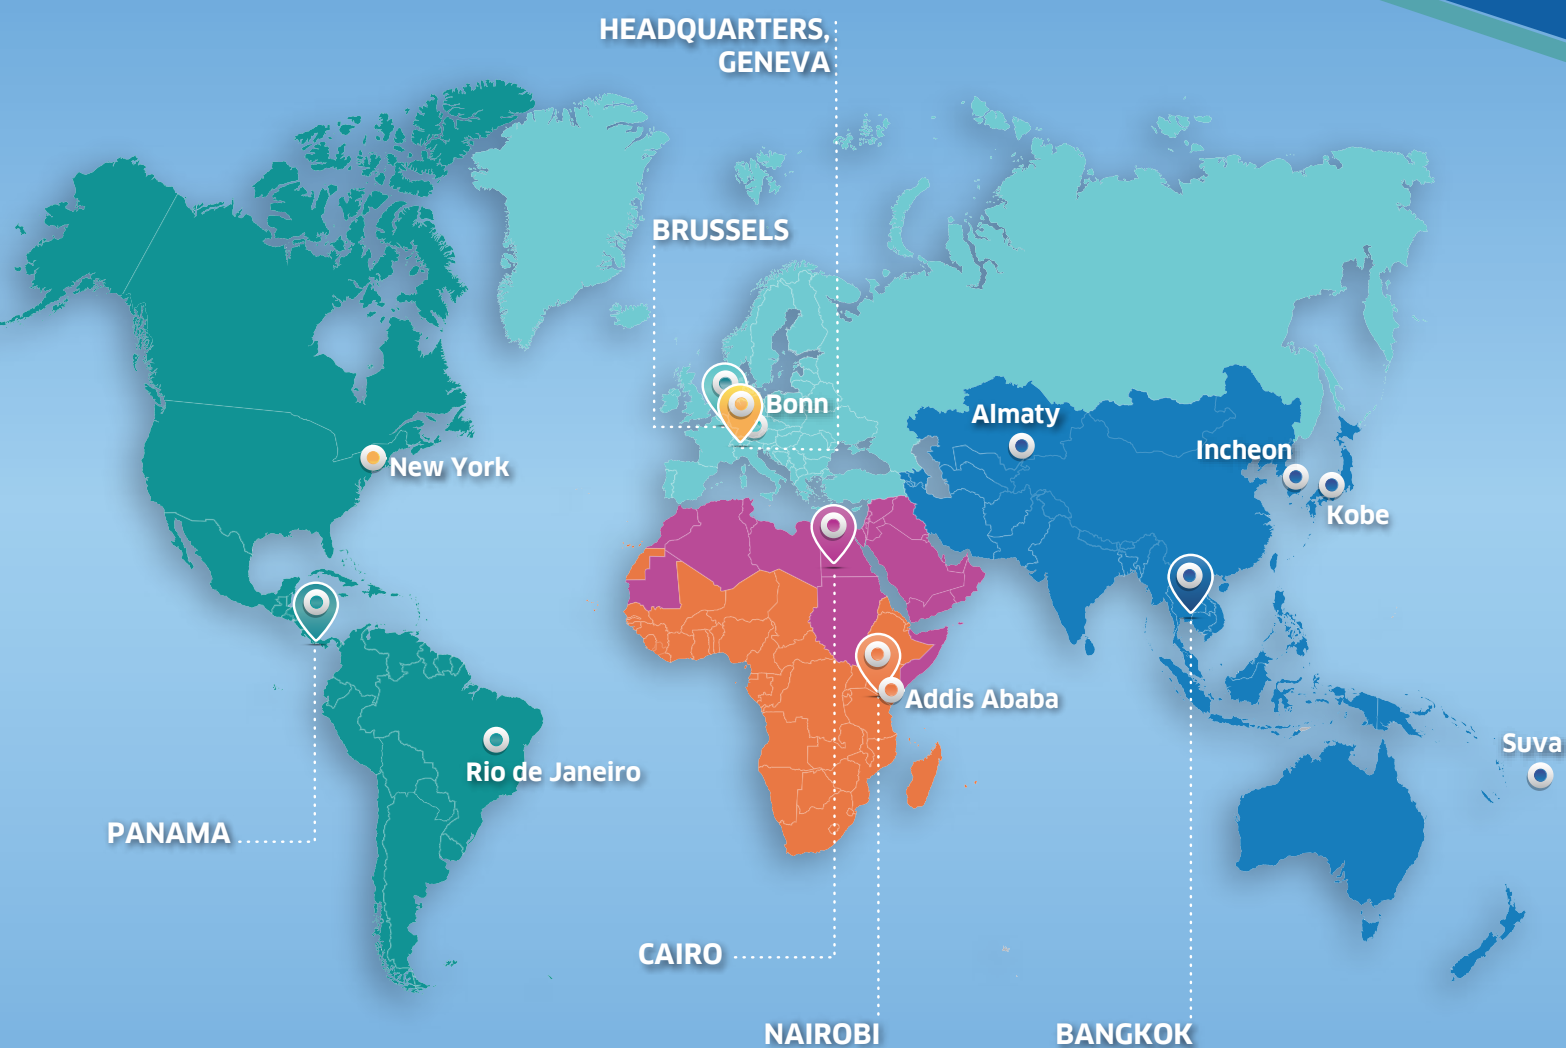 HEADQUARTERS,
GENEVA
BRUSSELS
Bonn
Almaty
Incheon
New York
Kobe
Addis Ababa
Suva
Rio de Janeiro
PANAMA
CAIRO
NAIROBI
BANGKOK